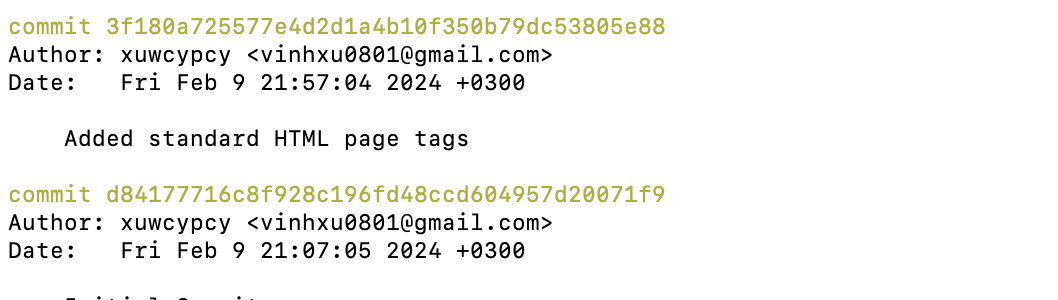 commit 3f180a725577e4d2d1a4b10f350b79dc53805e88
Author: xuwcypcy <vinhxu0801@gmail.com>
Date:   Fri Feb 9 21:57:04 2024 +0300
Added standard HTML page tags
commit d84177716c8f928c196fd48ccd604957d20071f9
Author: xuwcypcy <vinhxu0801@gmail.com>
Date:   Fri Feb 9 21:07:05 2024 +0300